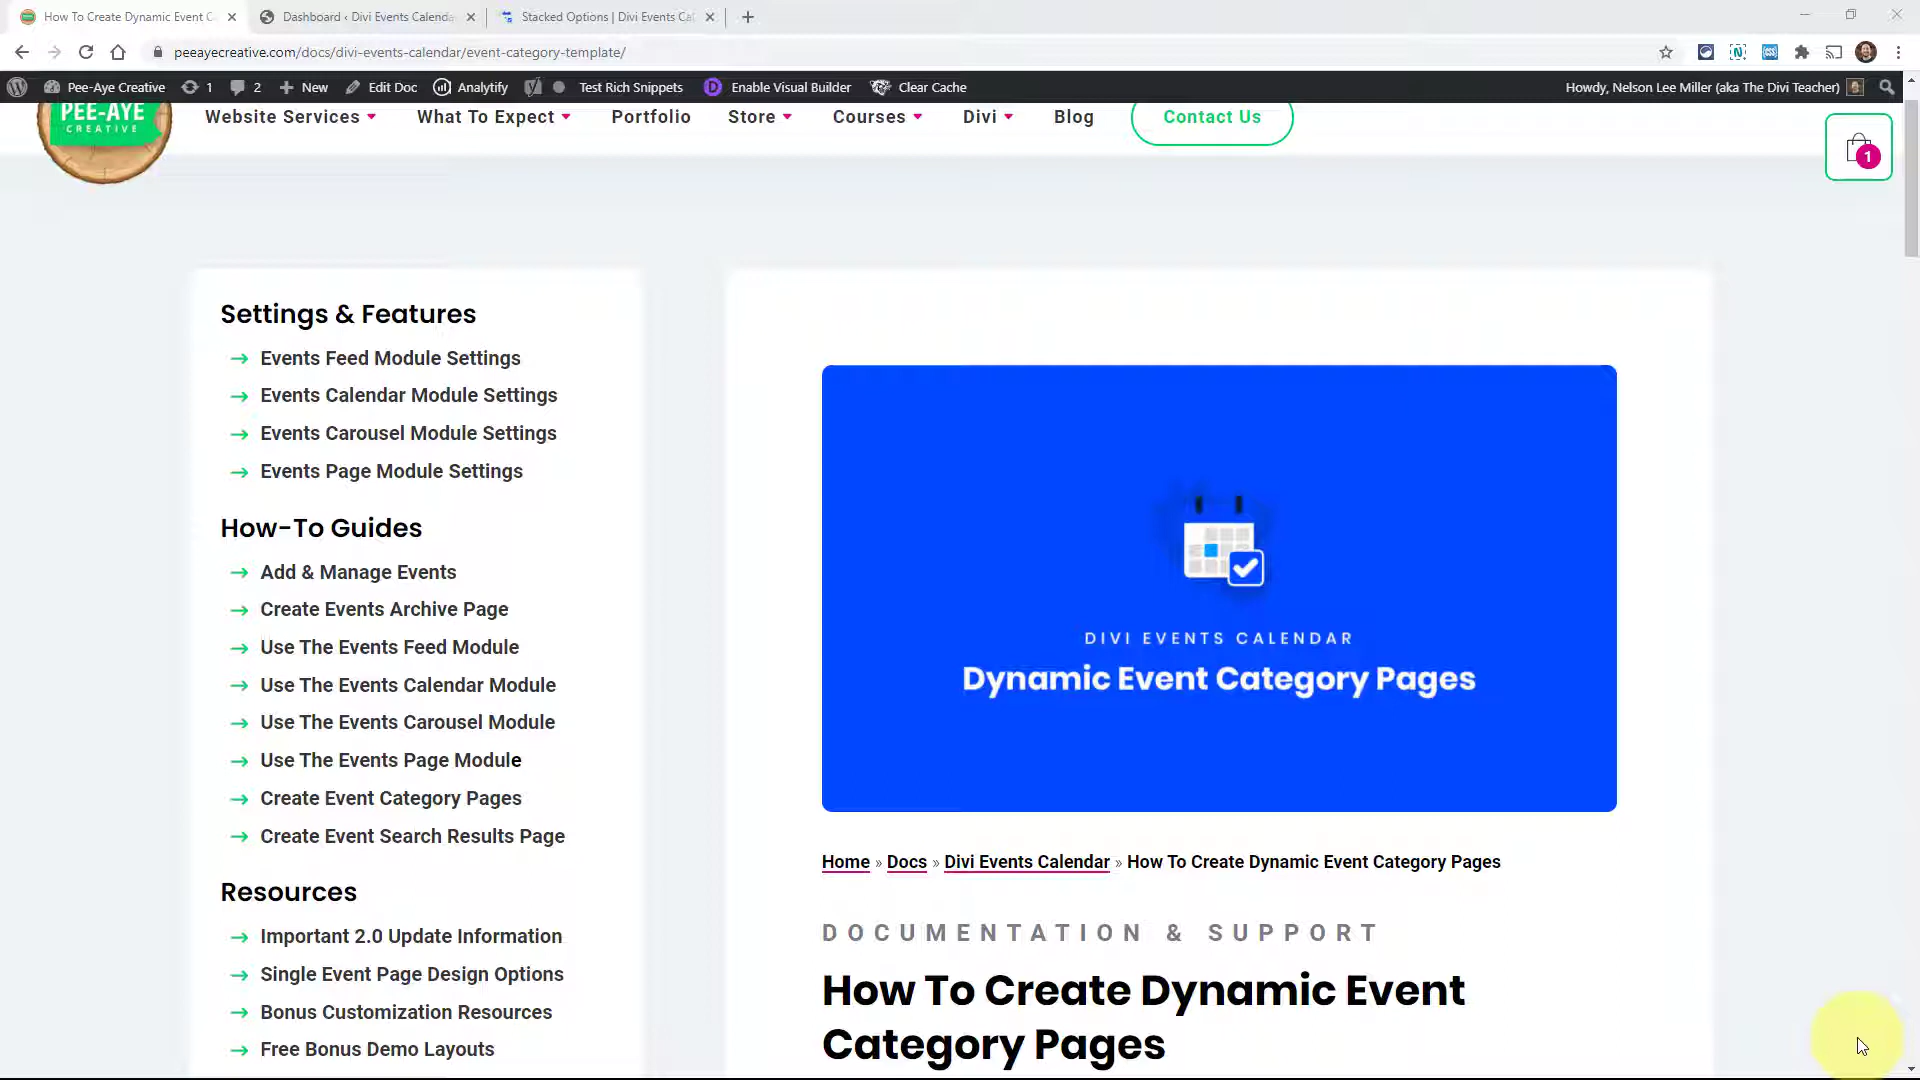 How To Create Dynamic Event C
Dashboard ‹ Divi Events Calenda
Stacked Options | Divi Events Cal
peeayecreative.com/docs/divi-events-calendar/event-category-template/
Pee-Aye Creative
1
2
New
Edit Doc
Analytify
Test Rich Snippets
Enable Visual Builder
Clear Cache
Howdy, Nelson Lee Miller (aka The Divi Teacher)
PEE-AYE
CREATIVE
Website Services
What To Expect
Portfolio
Store
Courses
Divi
Blog
Contact Us
1
Settings & Features
Events Feed Module Settings
Events Calendar Module Settings
Events Carousel Module Settings
Events Page Module Settings
How-To Guides
Add & Manage Events
Create Events Archive Page
Use The Events Feed Module
Use The Events Calendar Module
Use The Events Carousel Module
Use The Events Page Module
Create Event Category Pages
Create Event Search Results Page
Resources
Important 2.0 Update Information
Single Event Page Design Options
Bonus Customization Resources
Free Bonus Demo Layouts
DIVI EVENTS CALENDAR
Dynamic Event Category Pages
Home » Docs » Divi Events Calendar » How To Create Dynamic Event Category Pages
DOCUMENTATION & SUPPORT
How To Create Dynamic Event
Category Pages